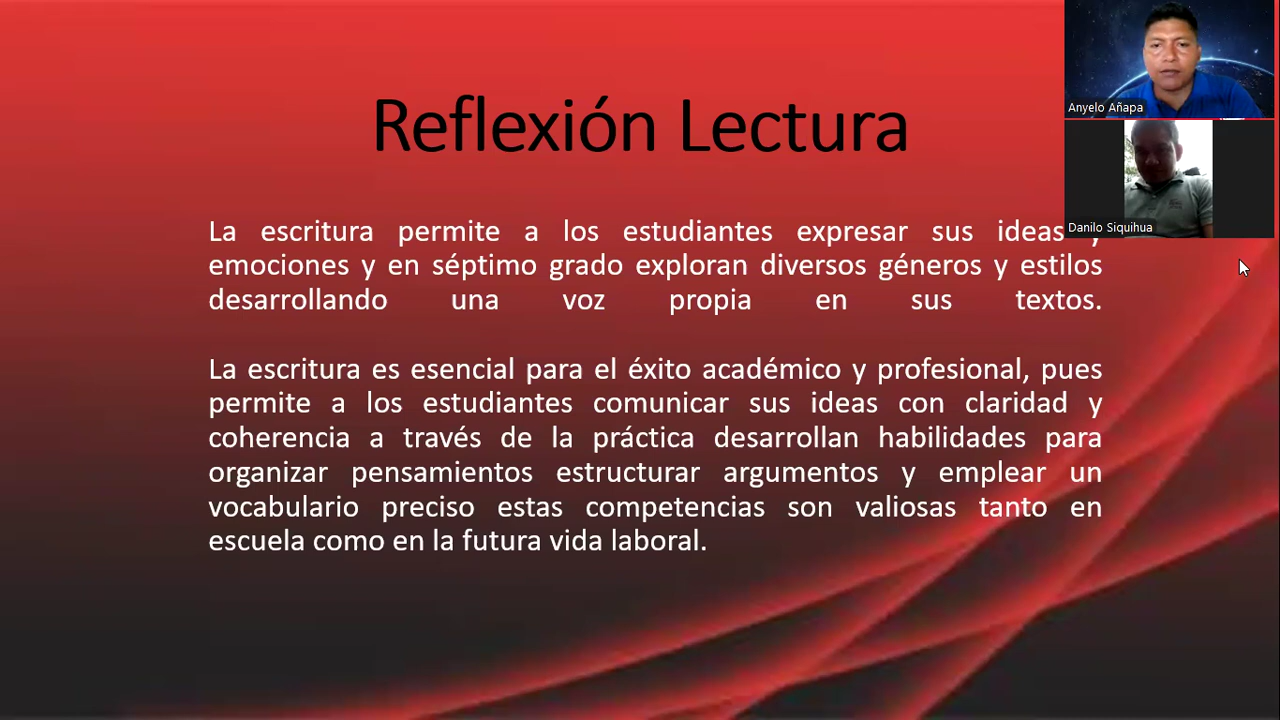 Reflexión Lectura
Anyelo Añapa
Danilo Siquihua
La escritura permite a los estudiantes expresar sus ideas y
emociones y en séptimo grado exploran diversos géneros y estilos
desarrollando una voz propia en sus textos.
La escritura es esencial para el éxito académico y profesional, pues
permite a los estudiantes comunicar sus ideas con claridad y
coherencia a través de la práctica desarrollan habilidades para
organizar pensamientos estructurar argumentos y emplear un
vocabulario preciso estas competencias son valiosas tanto en
escuela como en la futura vida laboral.